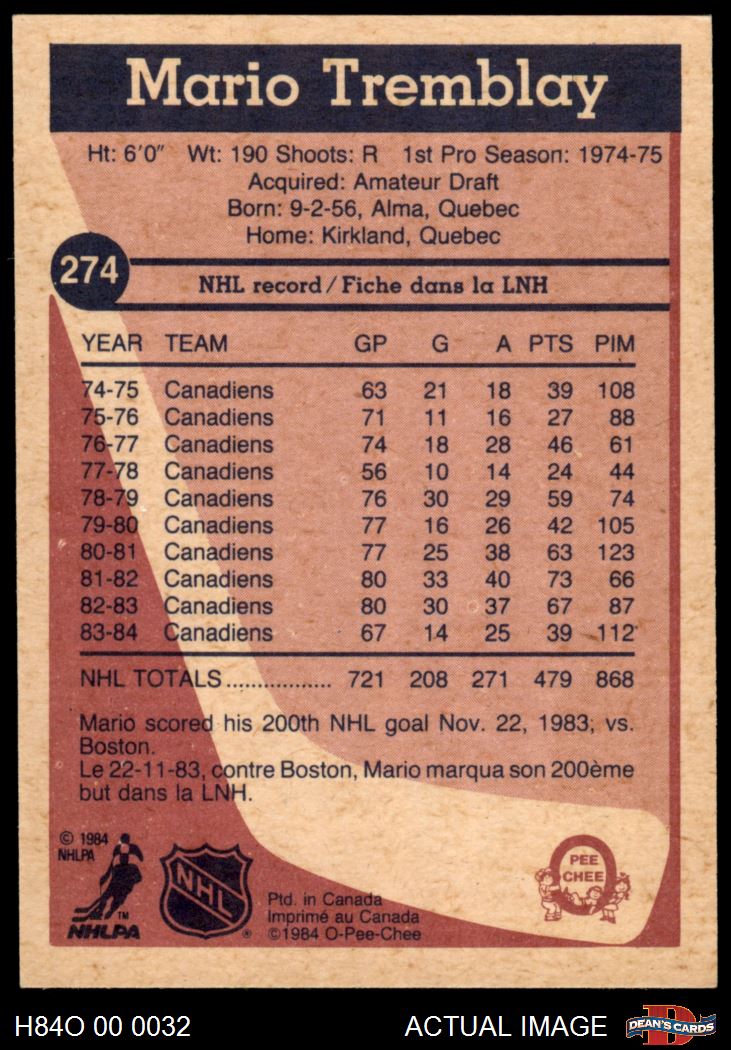 Mario Tremblay
Ht: 6'0" Wt: 190 Shoots: R 1st Pro Season: 1974-75
Acquired: Amateur Draft
Born: 9-2-56, Alma, Quebec
Home: Kirkland, Quebec
274
NHL record / Fiche dans la LNH
YEAR TEAM GP G A PTS PIM
74-75 Canadiens 63 21 18 39 108
75-76 Canadiens 71 11 16 27 88
76-77 Canadiens 74 18 28 46 61
77-78 Canadiens 56 10 14 24 44
78-79 Canadiens 76 30 29 59 74
79-80 Canadiens 77 16 26 42 105
80-81 Canadiens 77 25 38 63 123
81-82 Canadiens 80 33 40 73 66
82-83 Canadiens 80 30 37 67 87
83-84 Canadiens 67 14 25 39 112
NHL TOTALS................. 721 208 271 479 868
Mario scored his 200th NHL goal Nov. 22, 1983, vs.
Boston.
Le 22-11-83, contre Boston, Mario marqua son 200ème
but dans la LNH.
© 1984
NHLPA
TM
NHLPA
NHL
®
Ptd. in Canada
Imprimé au Canada
©1984 O-Pee-Chee
PEE
CHEE
H84O 00 0032
ACTUAL IMAGE
D
DEAN'S CARDS